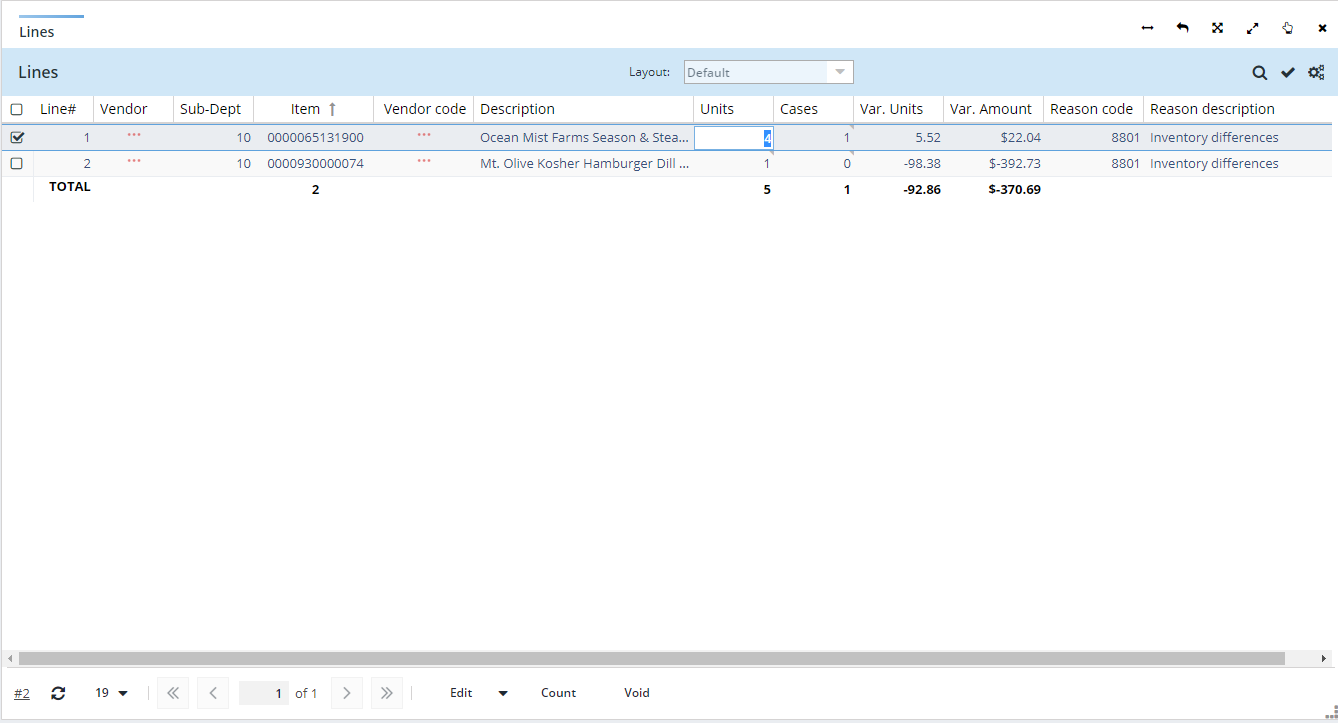 Lines
Lines Layout: Default
Line# Vendor Sub-Dept Item ↑ Vendor code Description Units Cases Var. Units Var. Amount Reason code Reason description
1 *** 10 0000065131900 *** Ocean Mist Farms Season & Stea... 4 1 5.52 $22.04 8801 Inventory differences
2 *** 10 0000930000074 *** Mt. Olive Kosher Hamburger Dill ... 1 0 -98.38 $-392.73 8801 Inventory differences
TOTAL 2 5 1 -92.86 $-370.69
#2 19 1 of 1 Edit Count Void